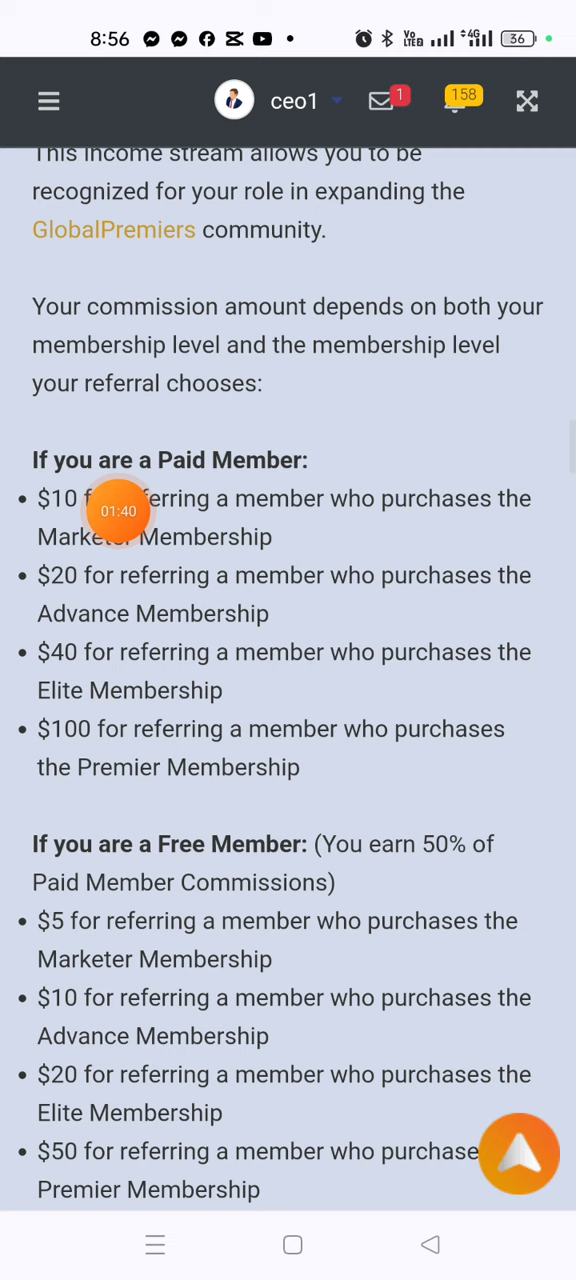 8:56
Vo
LTE2
4G
36
ceo1
1
158
This income stream allows you to be
recognized for your role in expanding the
GlobalPremiers community.
Your commission amount depends on both your
membership level and the membership level
your referral chooses:
If you are a Paid Member:
• $10 f erring a member who purchases the
01:40
Marketer Membership
• $20 for referring a member who purchases the
Advance Membership
• $40 for referring a member who purchases the
Elite Membership
• $100 for referring a member who purchases
the Premier Membership
If you are a Free Member: (You earn 50% of
Paid Member Commissions)
• $5 for referring a member who purchases the
Marketer Membership
• $10 for referring a member who purchases the
Advance Membership
• $20 for referring a member who purchases the
Elite Membership
• $50 for referring a member who purchase
Premier Membership